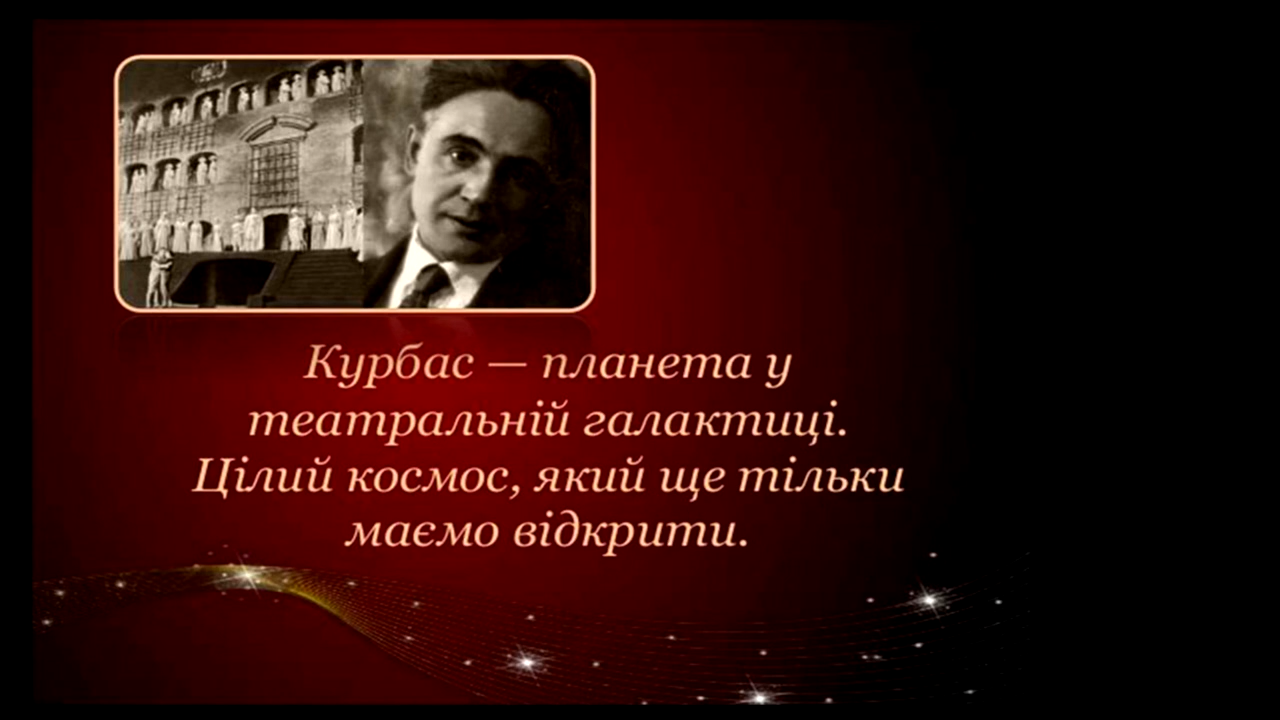 Курбас — планета у
театральній галактиці.
Цілий космос, який ще тільки
маємо відкрити.